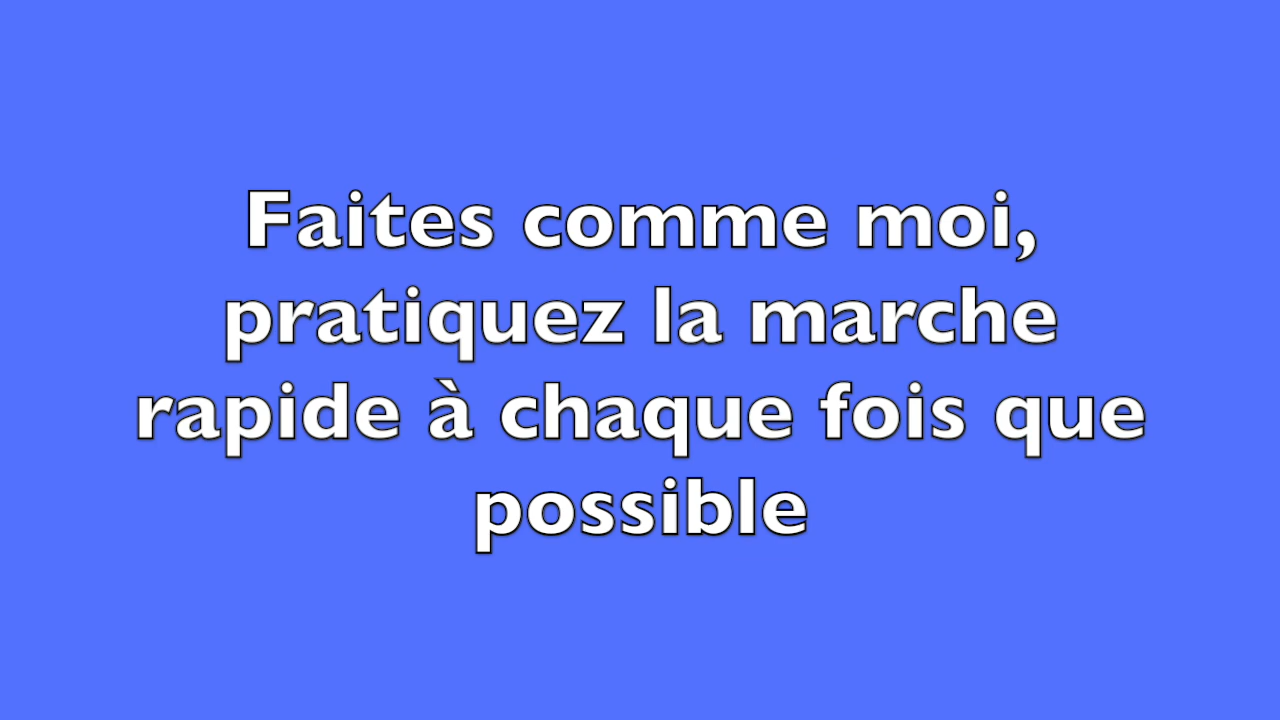 Faites comme moi,
pratiquez la marche
rapide à chaque fois que
possible